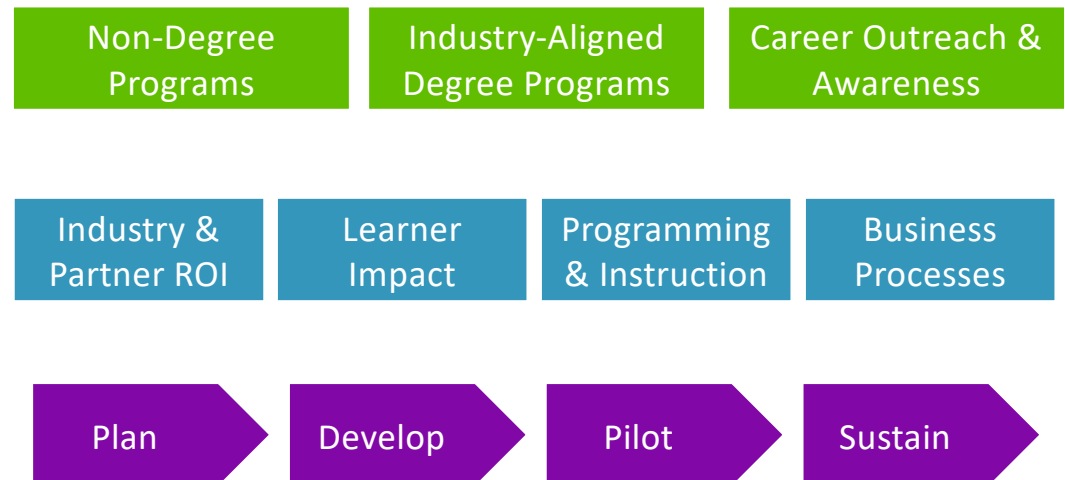 Non-Degree
Programs
Industry-Aligned
Degree Programs
Career Outreach &
Awareness
Industry &
Partner ROI
Learner
Impact
Programming
& Instruction
Business
Processes
Plan
Develop
Pilot
Sustain